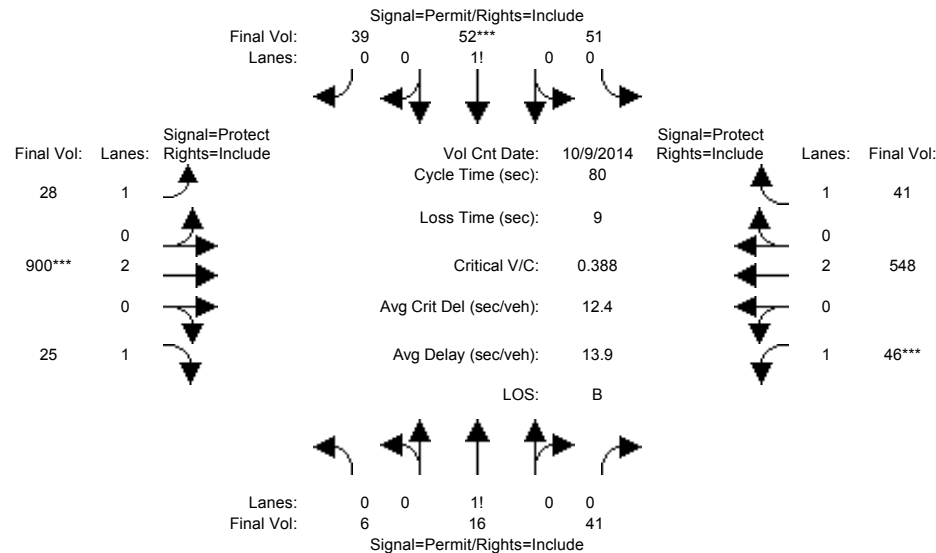 Signal=Permit/Rights=Include
Final Vol: 39 52*** 51
Lanes: 0 0 1! 0 0
Signal=Protect Signal=Protect
Final Vol: Lanes: Rights=Include Vol Cnt Date: 10/9/2014 Rights=Include Lanes: Final Vol:
Cycle Time (sec): 80
28 1 1 41
Loss Time (sec): 9
0 0
900*** 2 Critical V/C: 0.388 2 548
0 Avg Crit Del (sec/veh): 12.4 0
25 1 Avg Delay (sec/veh): 13.9 1 46***
LOS: B
Lanes: 0 0 1! 0 0
Final Vol: 6 16 41
Signal=Permit/Rights=Include